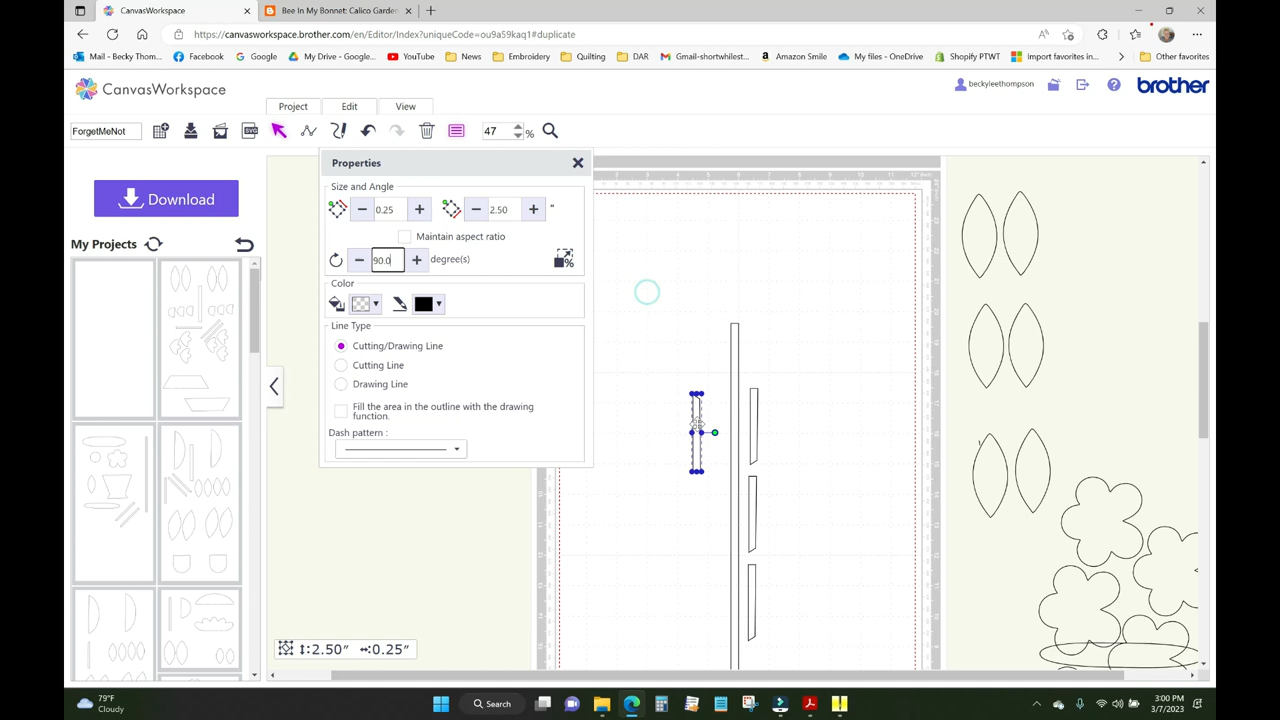 CanvasWorkspace
Bee In My Bonnet: Calico Garde
https://canvasworkspace.brother.com/en/Editor/Index?uniqueCode=ou9a59kaq1#duplicate
Mail - Becky Thom...
Facebook
Google
My Drive - Google...
YouTube
News
Embroidery
Quilting
DAR
Gmail-shortwhilest...
Amazon Smile
My files - OneDrive
Shopify PTWT
Import favorites in...
Other favorites
CanvasWorkspace
Project
Edit
View
beckyleethompson
brother
ForgetMeNot
SVG
47
%
Properties
Size and Angle
0.25
2.50
"
Maintain aspect ratio
90.0
degree(s)
%
Color
Line Type
Cutting/Drawing Line
Cutting Line
Drawing Line
Fill the area in the outline with the drawing
function.
Dash pattern :
Download
My Projects
↕:2.50″ ↔:0.25″
79°F
Cloudy
Search
3:00 PM
3/7/2023